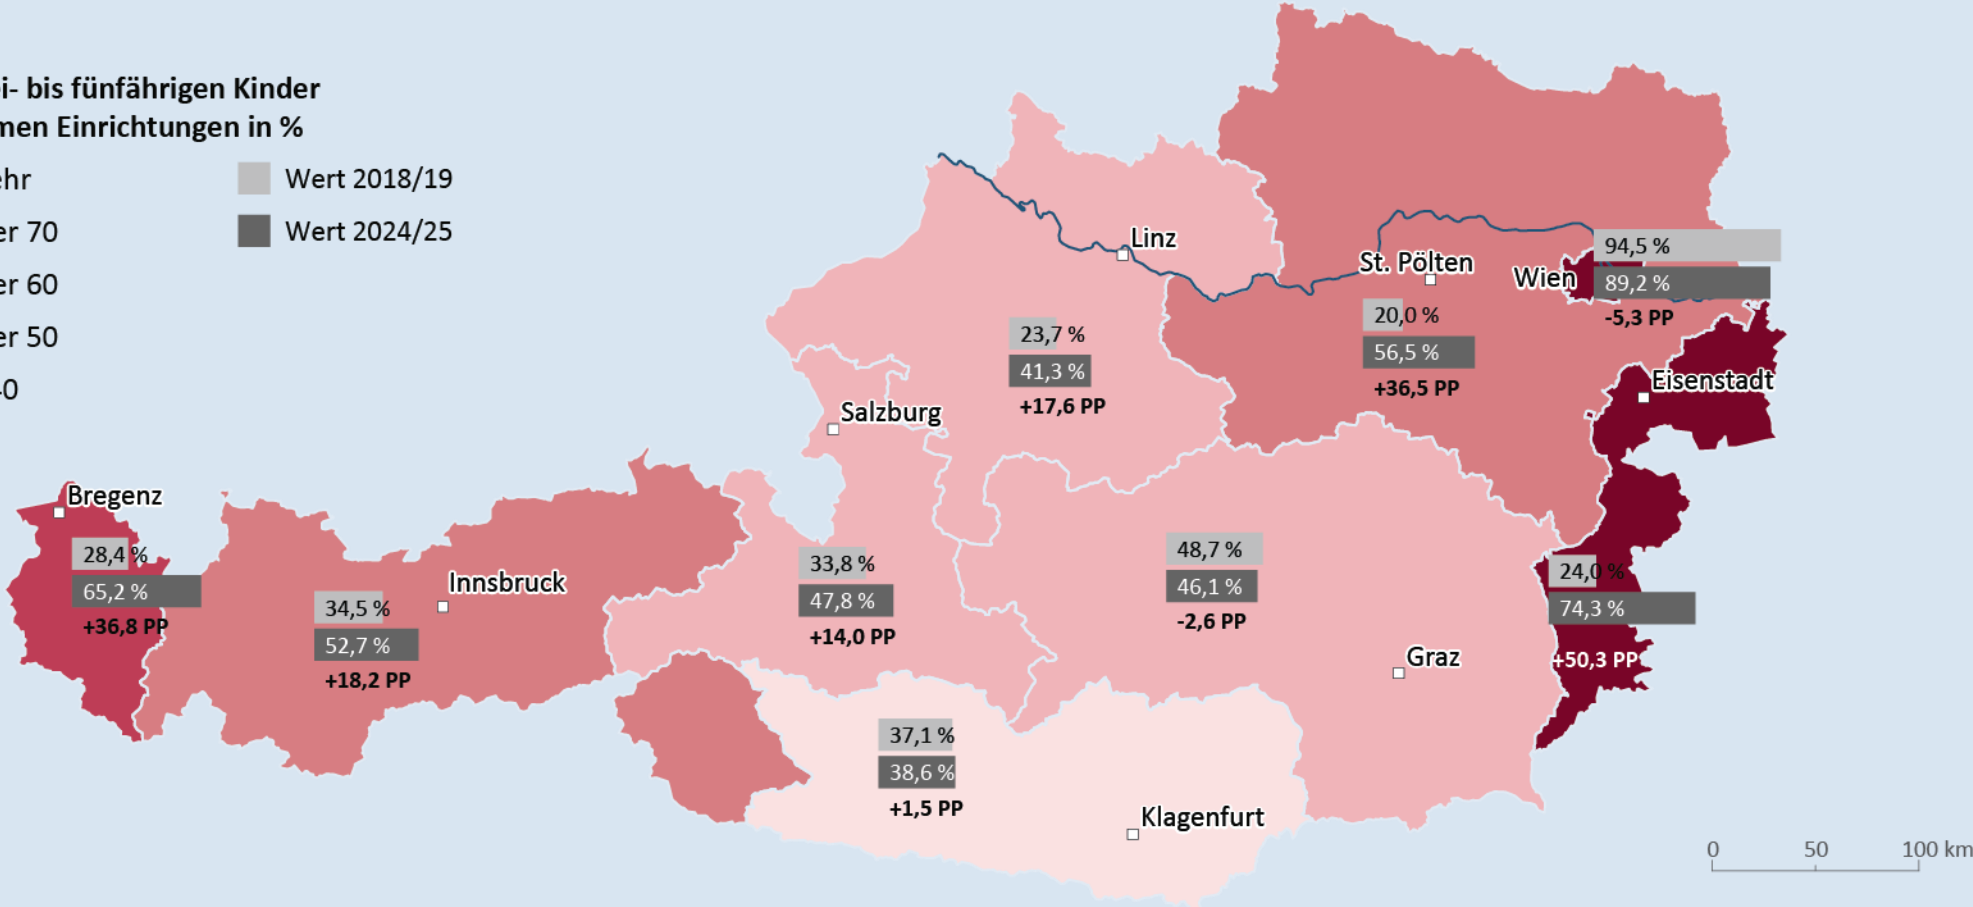 i- bis fünfährigen Kinder
men Einrichtungen in %
ehr
Wert 2018/19
er 70
Wert 2024/25
er 60
er 50
0
Linz
St. Pölten
Wien
94,5 %
89,2 %
-5,3 PP
20,0 %
56,5 %
+36,5 PP
23,7 %
41,3 %
+17,6 PP
Eisenstadt
Salzburg
Bregenz
28,4 %
65,2 %
+36,8 PP
Innsbruck
34,5 %
52,7 %
+18,2 PP
33,8 %
47,8 %
+14,0 PP
48,7 %
46,1 %
-2,6 PP
24,0 %
74,3 %
+50,3 PP
Graz
37,1 %
38,6 %
+1,5 PP
Klagenfurt
0 50 100 km